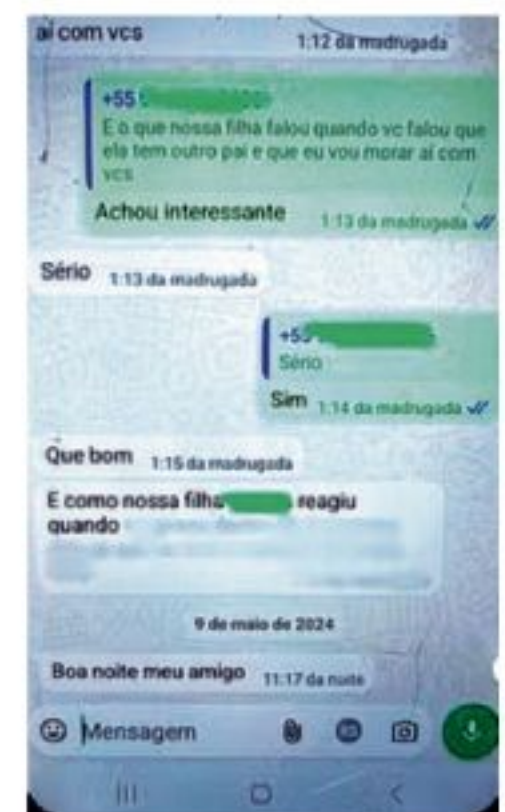 aí com vcs
1:12 da madrugada
+55
E o que nossa filha falou quando vc falou que
ela tem outro pai e que eu vou morar aí com
vcs
Achou interessante
1:13 da madrugada
Sério
1:13 da madrugada
+55
Sério
Sim
1:14 da madrugada
Que bom
1:15 da madrugada
E como nossa filha reagiu
quando
9 de maio de 2024
Boa noite meu amigo
11:17 da noite
Mensagem